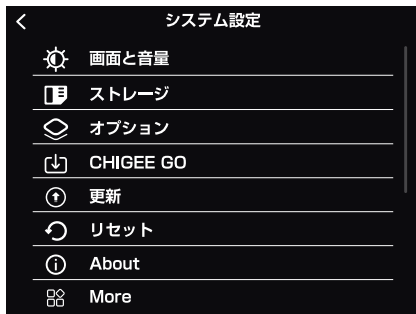 システム設定
画面と音量
ストレージ
オプション
CHIGEE GO
更新
リセット
About
More